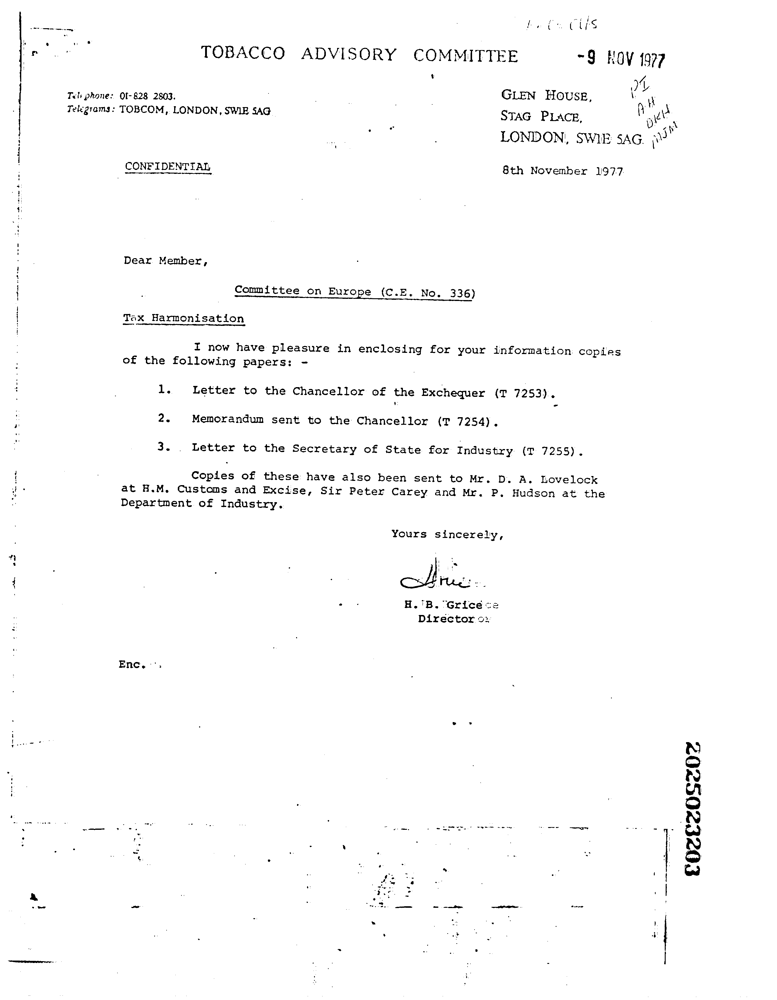 TOBACCO ADVISORY COMMITTEE
-9 NOV 1977
Telephone: 01-828 2803.
Telegrams: TOBCOM, LONDON, SW1E 5AG
GLEN HOUSE,
STAG PLACE,
LONDON, SW1E 5AG.
PI
AH
DKH
MJM
CONFIDENTIAL
8th November 1977
Dear Member,
Committee on Europe (C.E. No. 336)
Tax Harmonisation
I now have pleasure in enclosing for your information copies
of the following papers: -
1. Letter to the Chancellor of the Exchequer (T 7253).
2. Memorandum sent to the Chancellor (T 7254).
3. Letter to the Secretary of State for Industry (T 7255).
Copies of these have also been sent to Mr. D. A. Lovelock
at H.M. Customs and Excise, Sir Peter Carey and Mr. P. Hudson at the
Department of Industry.
Yours sincerely,
H. B. Grice
Director
Enc.
2025023203